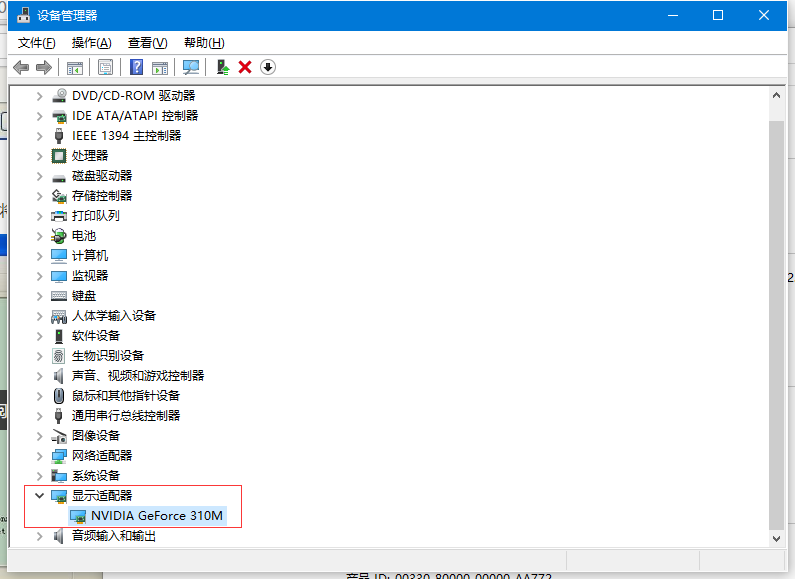 设备管理器
文件(F) 操作(A) 查看(V) 帮助(H)
DVD/CD-ROM 驱动器
IDE ATA/ATAPI 控制器
IEEE 1394 主控制器
处理器
磁盘驱动器
存储控制器
打印队列
电池
计算机
监视器
键盘
人体学输入设备
软件设备
生物识别设备
声音、视频和游戏控制器
鼠标和其他指针设备
通用串行总线控制器
图像设备
网络适配器
系统设备
显示适配器
NVIDIA GeForce 310M
音频输入和输出
产品 ID: 00330-80000-00000-AA772